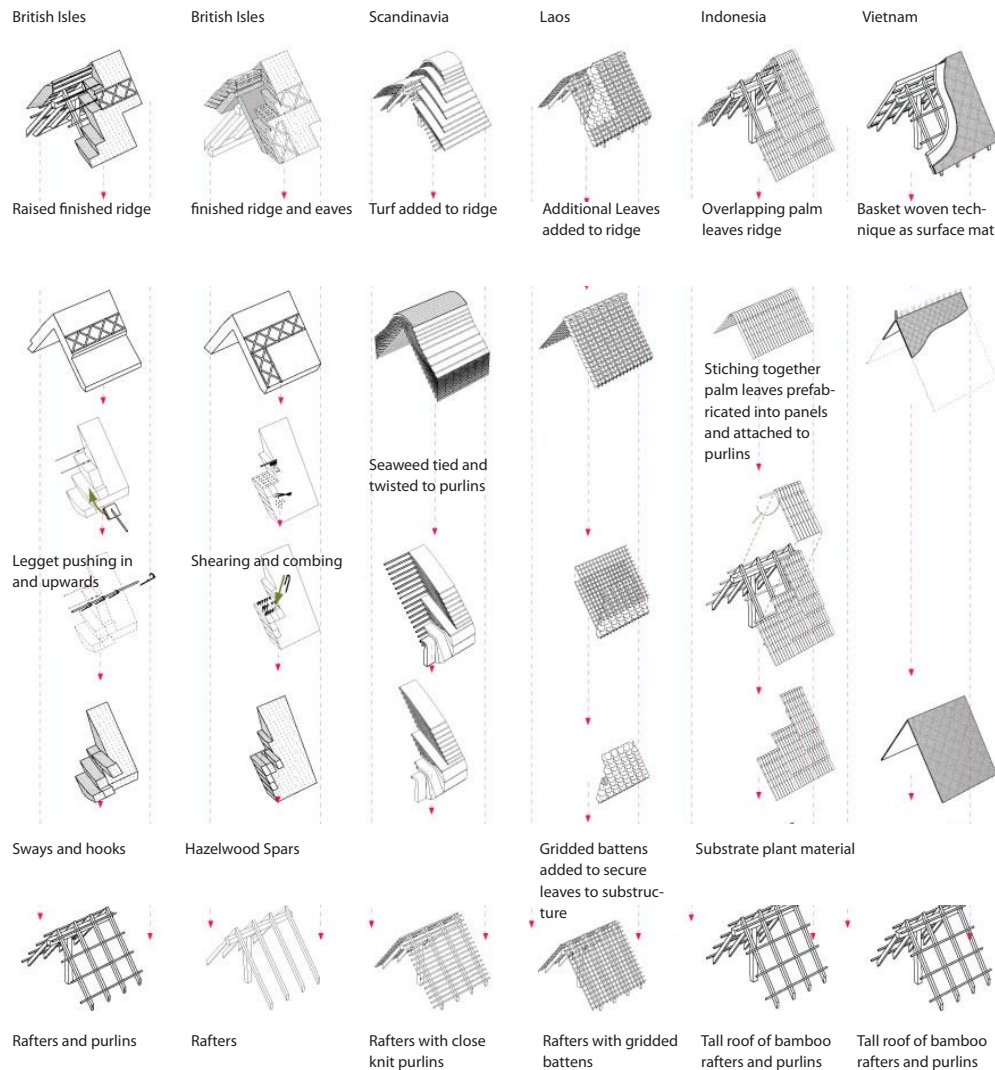 British Isles
British Isles
Scandinavia
Laos
Indonesia
Vietnam
Raised finished ridge
finished ridge and eaves
Turf added to ridge
Additional Leaves
added to ridge
Overlapping palm
leaves ridge
Basket woven tech-
nique as surface mat
Stiching together
palm leaves prefab-
ricated into panels
and attached to
purlins
Seaweed tied and
twisted to purlins
Legget pushing in
and upwards
Shearing and combing
Sways and hooks
Hazelwood Spars
Gridded battens
added to secure
leaves to substruc-
ture
Substrate plant material
Rafters and purlins
Rafters
Rafters with close
knit purlins
Rafters with gridded
battens
Tall roof of bamboo
rafters and purlins
Tall roof of bamboo
rafters and purlins